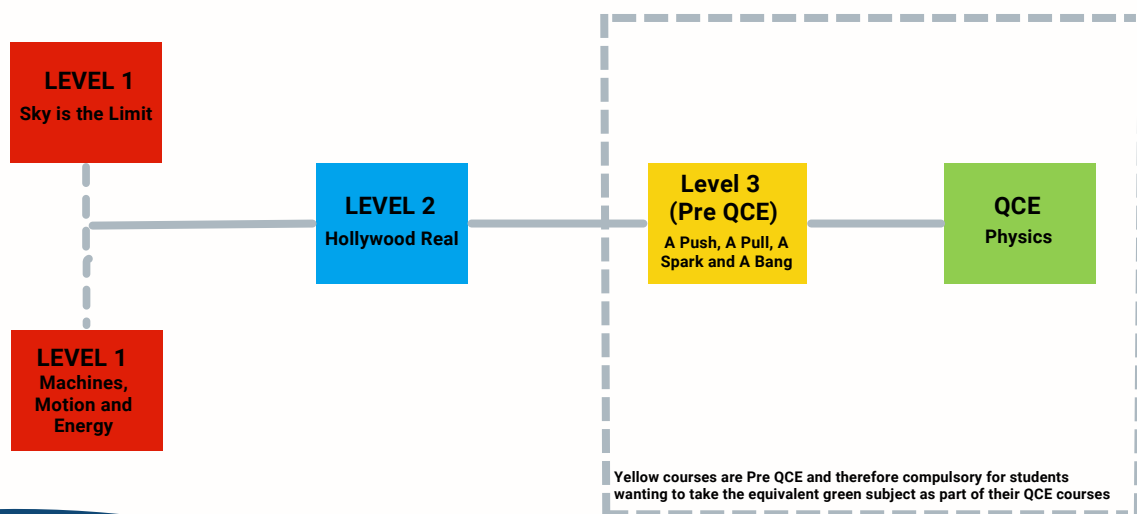 LEVEL 1
Sky is the Limit
LEVEL 2
Hollywood Real
Level 3
(Pre QCE)
A Push, A Pull, A
Spark and A Bang
QCE
Physics
LEVEL 1
Machines,
Motion and
Energy
Yellow courses are Pre QCE and therefore compulsory for students
wanting to take the equivalent green subject as part of their QCE courses